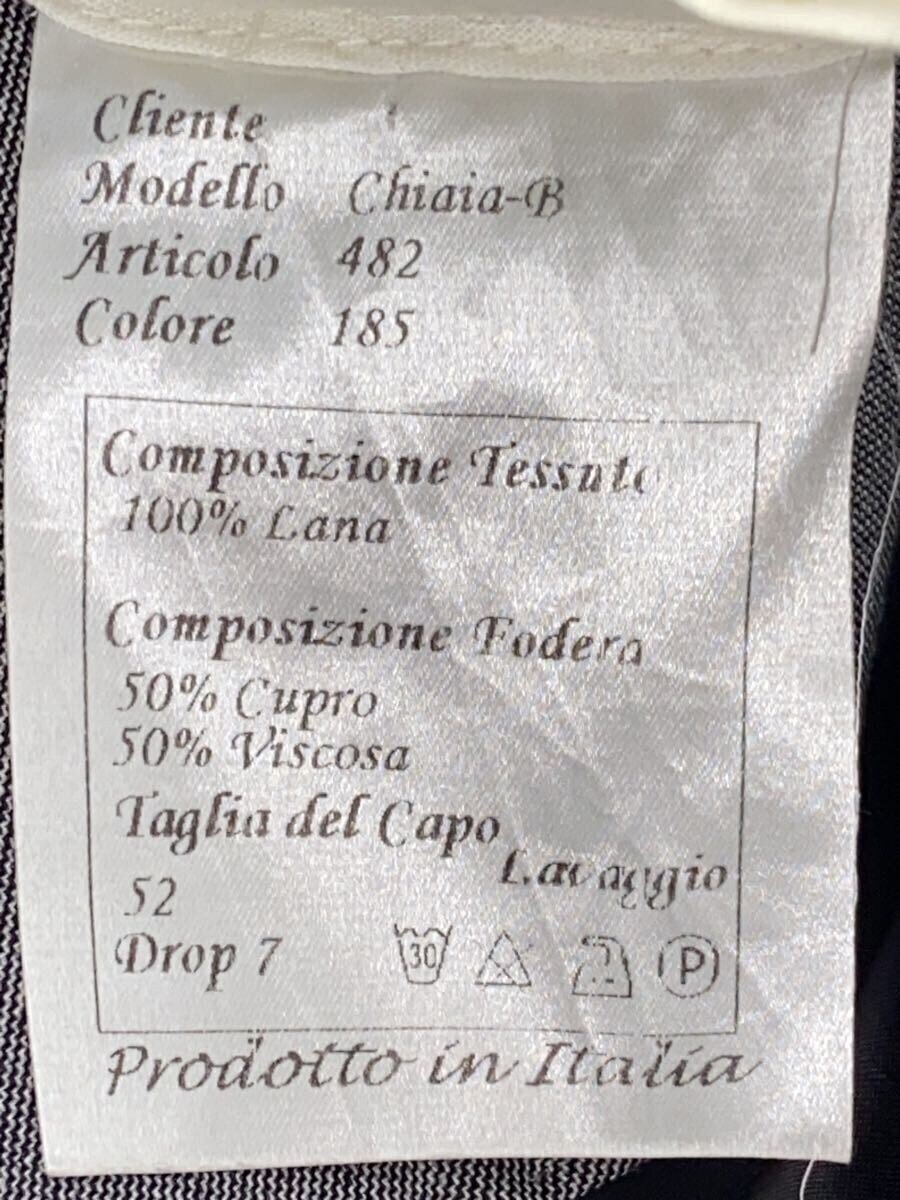 Cliente
Modello Chiaia-B
Articolo 482
Colore 185
Composizione Tessuto
100% Lana
Composizione Fodera
50% Cupro
50% Viscosa
Taglia del Capo
Lavaggio
52
Drop 7 30 P
Prodotto in Italia